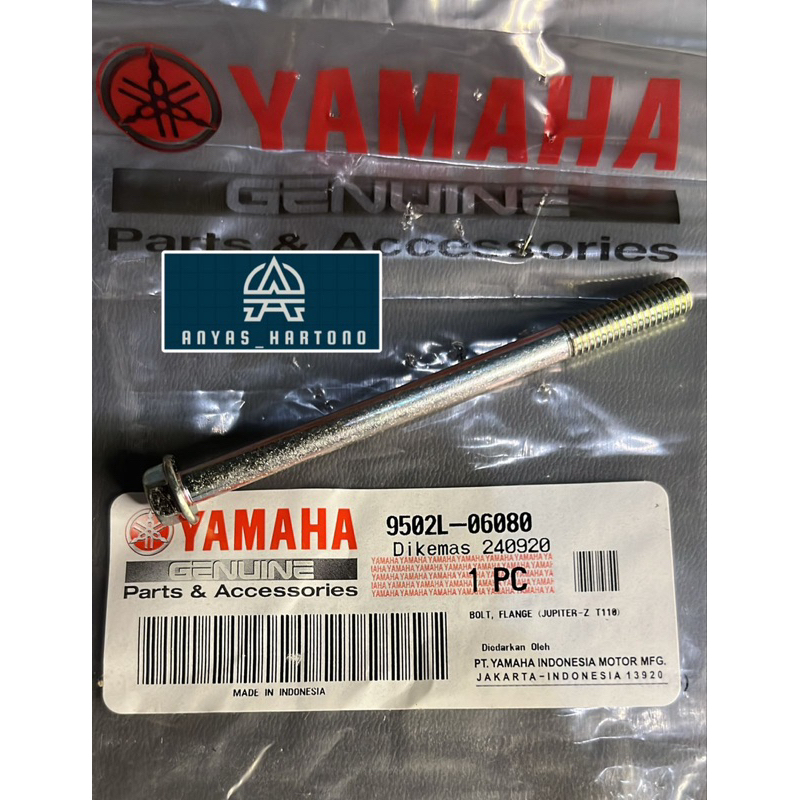 YAMAHA
GENUINE
Parts & Accessories
ANYAS_HARTONO
YAMAHA
GENUINE
Parts & Accessories
MADE IN INDONESIA
9502L-06080
Dikemas 240920
YAMAHAYAMAHAYAMAHAYAMAHAYAMAHA
1 PC
BOLT, FLANGE (JUPITER-Z T110)
Diedarkan Oleh
PT. YAMAHA INDONESIA MOTOR MFG.
JAKARTA-INDONESIA 13920